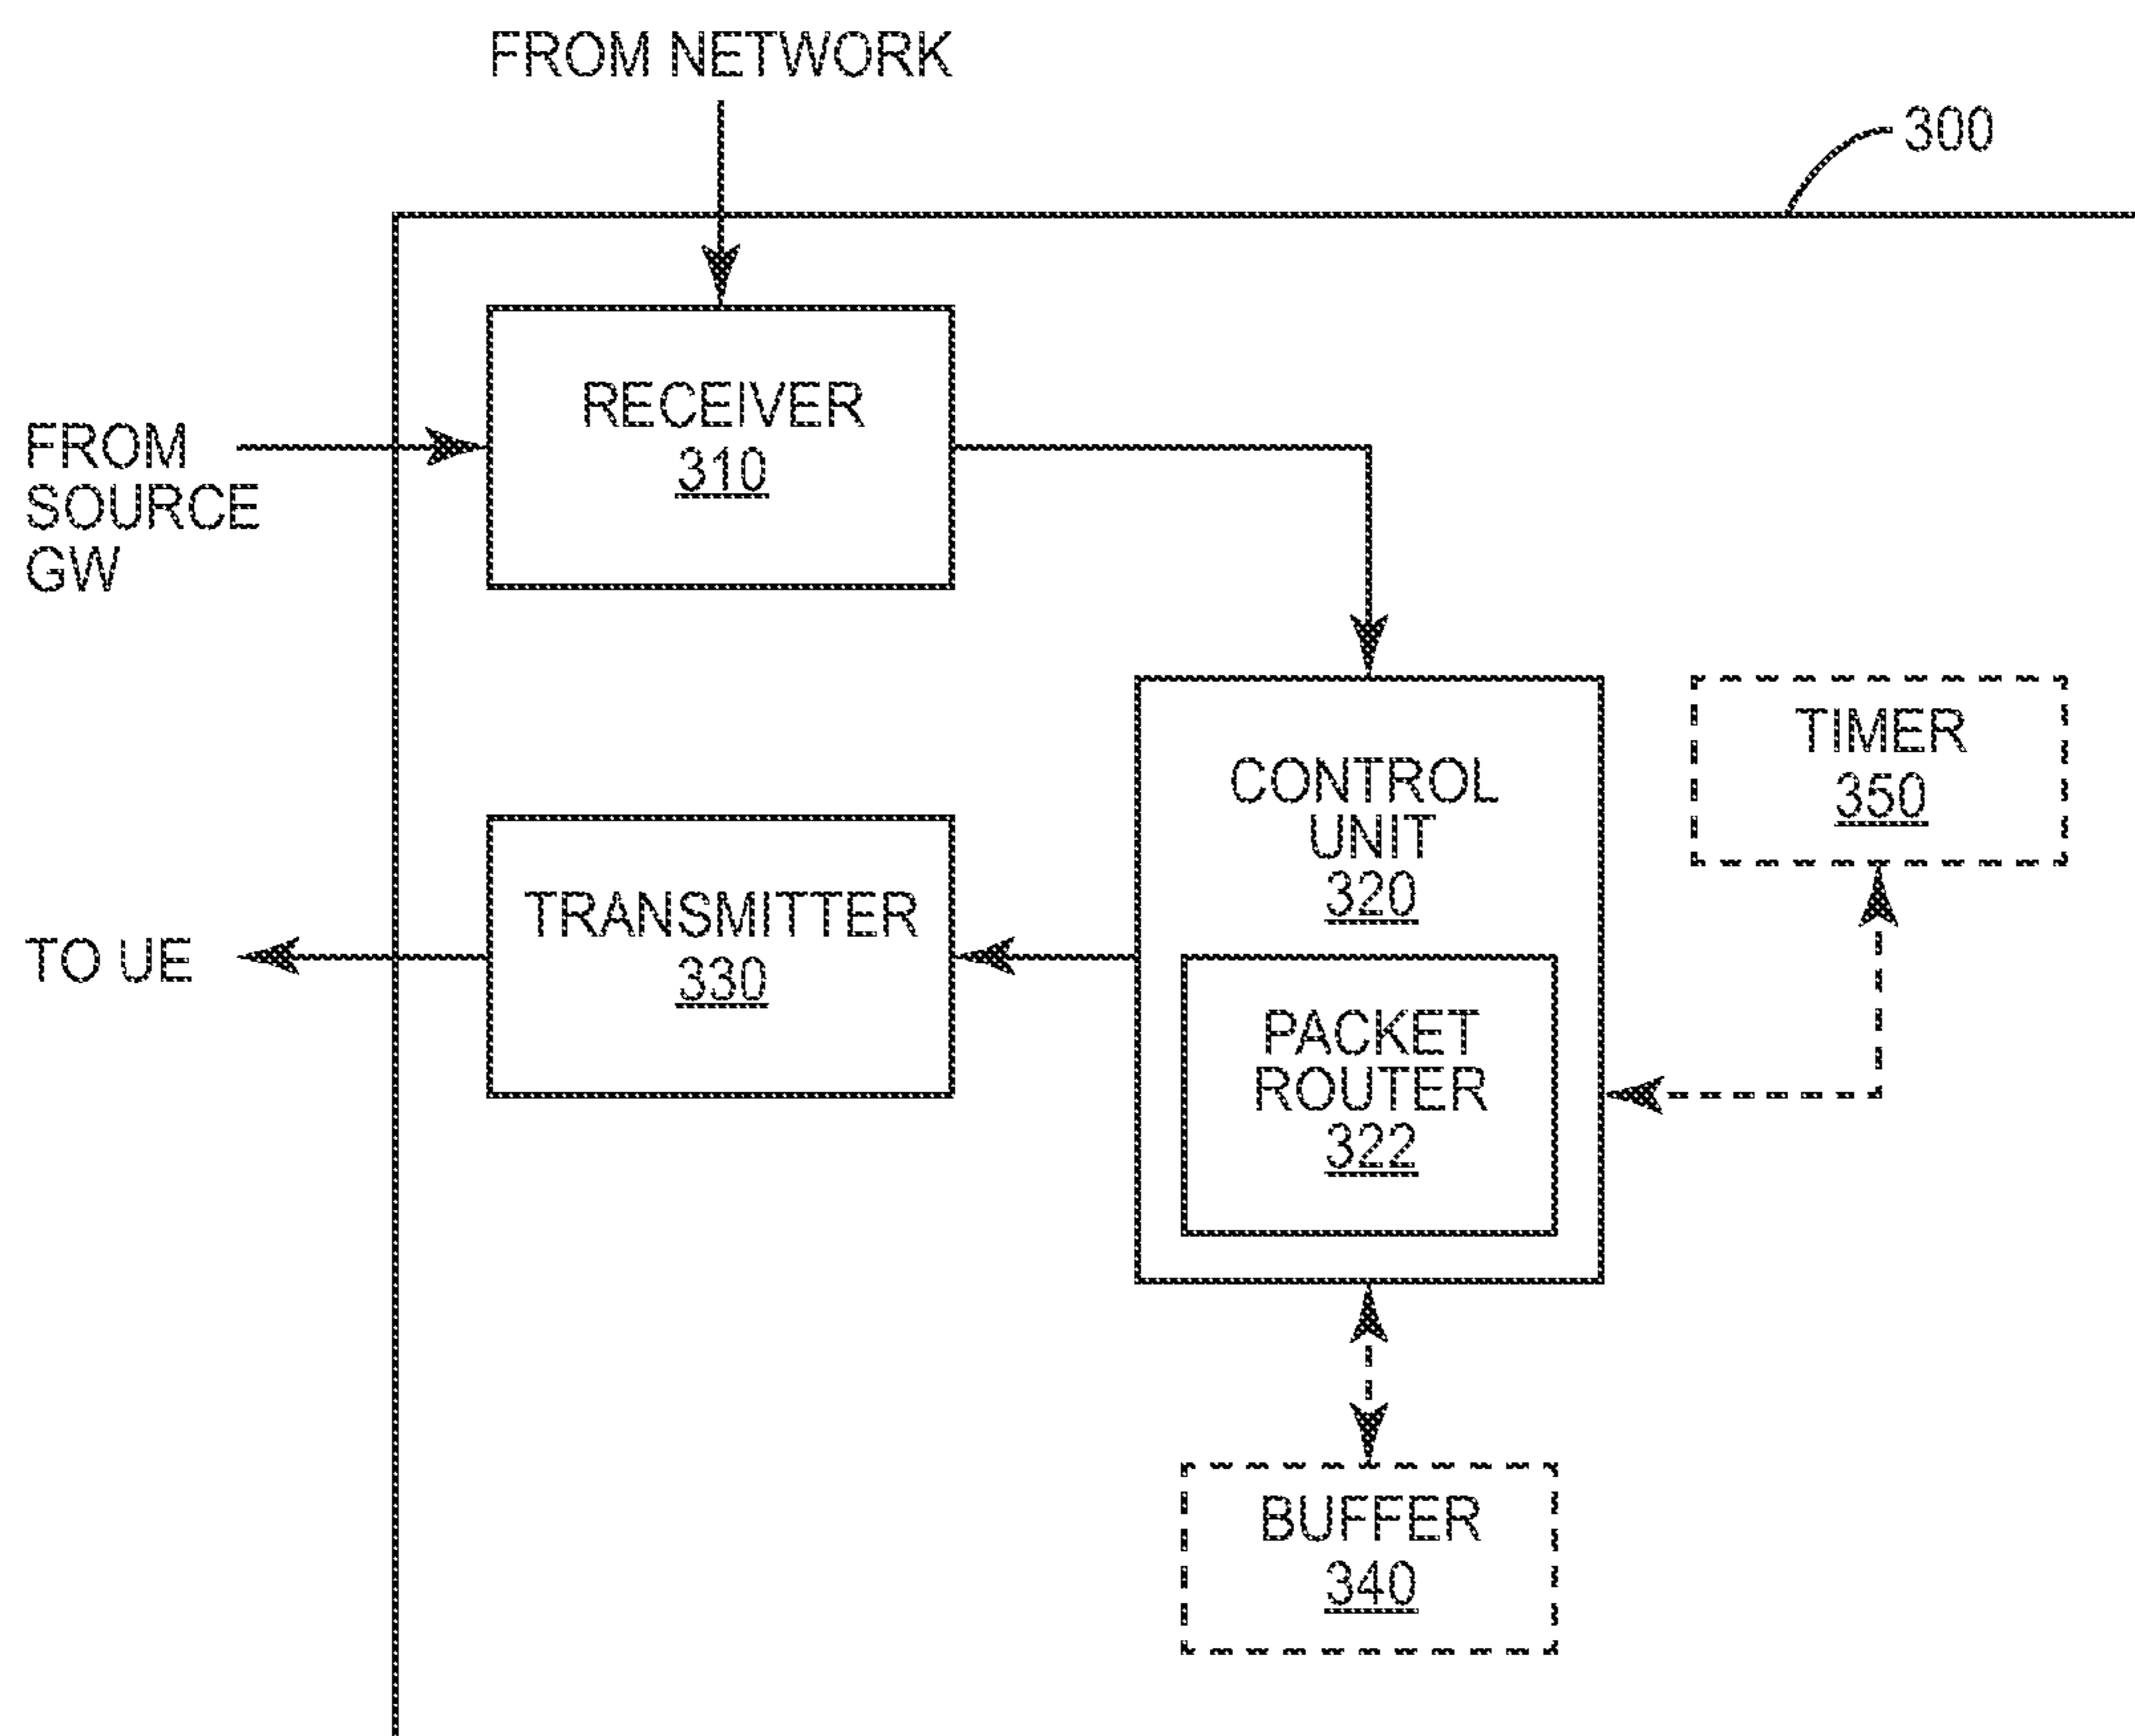 FROM NETWORK
300
RECEIVER
310
FROM
SOURCE
GW
TIMER
350
CONTROL
UNIT
320
TRANSMITTER
330
TO UE
PACKET
ROUTER
322
BUFFER
340